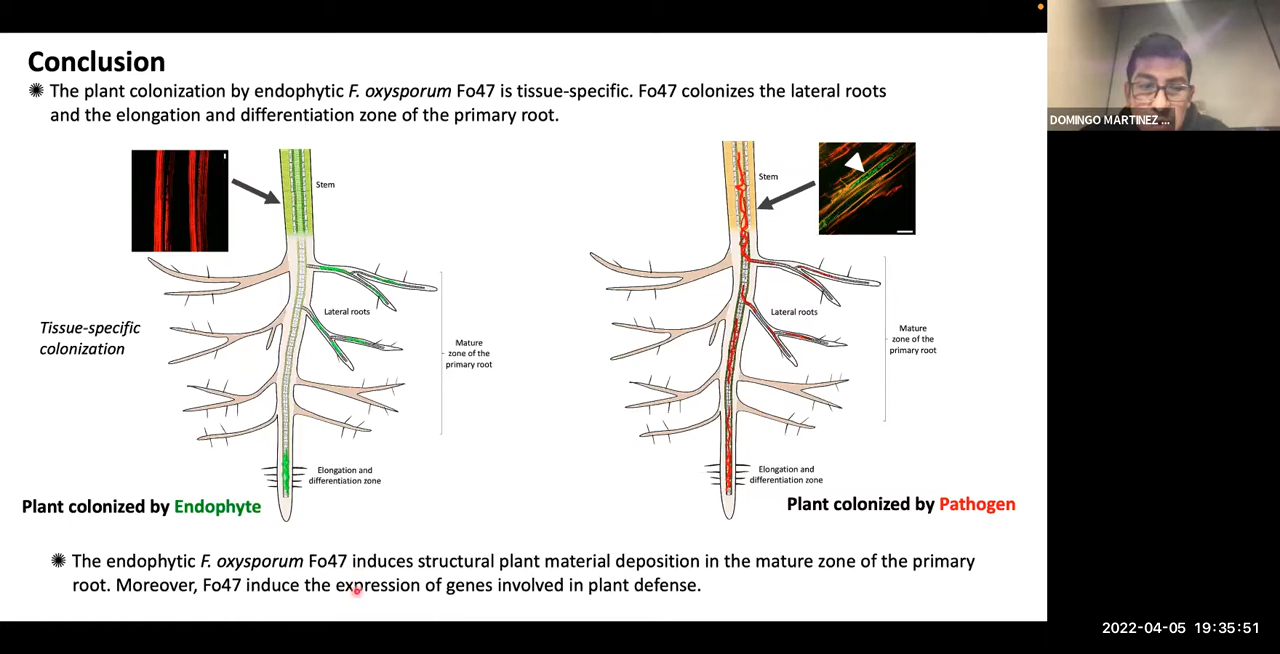 Conclusion
✺ The plant colonization by endophytic F. oxysporum Fo47 is tissue-specific. Fo47 colonizes the lateral roots
and the elongation and differentiation zone of the primary root.
DOMINGO MARTINEZ ...
Stem
Lateral roots
Tissue-specific
colonization
Mature
zone of the
primary root
Elongation and
differentiation zone
Plant colonized by Endophyte
Stem
Lateral roots
Mature
zone of the
primary root
Elongation and
differentiation zone
Plant colonized by Pathogen
✺ The endophytic F. oxysporum Fo47 induces structural plant material deposition in the mature zone of the primary
root. Moreover, Fo47 induce the expression of genes involved in plant defense.
2022-04-05 19:35:51